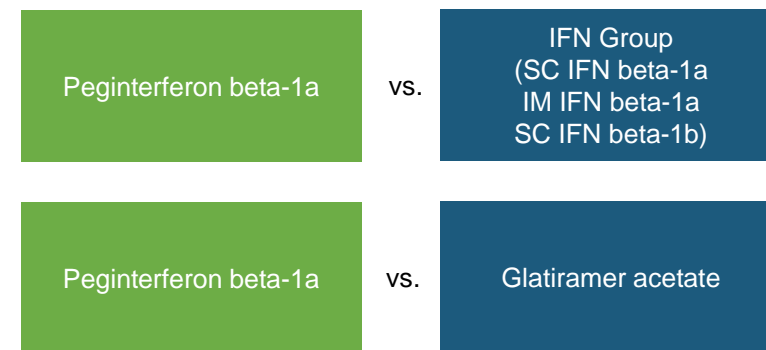 Peginterferon beta-1a
vs.
IFN Group
(SC IFN beta-1a
IM IFN beta-1a
SC IFN beta-1b)
Peginterferon beta-1a
vs.
Glatiramer acetate